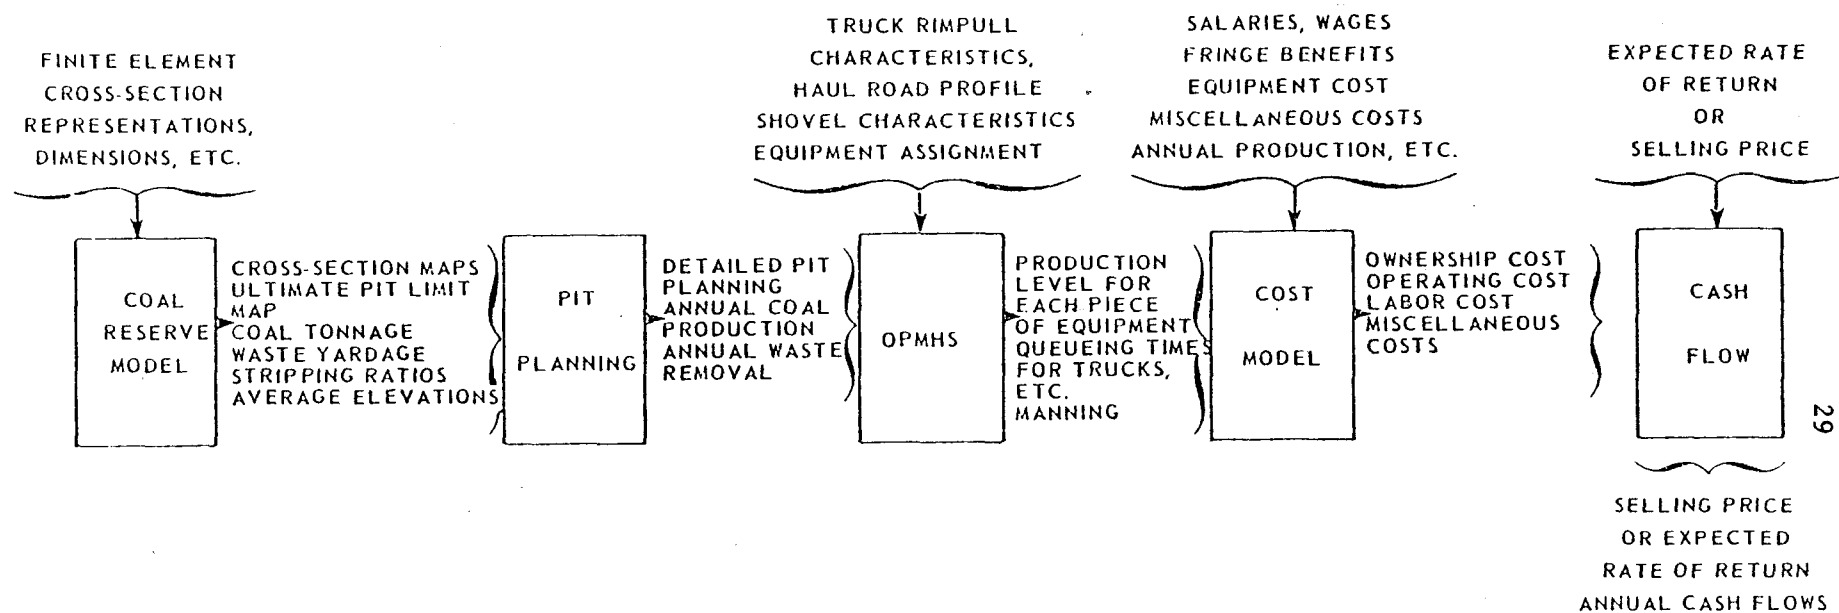 FINITE ELEMENT
CROSS-SECTION
REPRESENTATIONS,
DIMENSIONS, ETC.
TRUCK RIMPULL
CHARACTERISTICS,
HAUL ROAD PROFILE
SHOVEL CHARACTERISTICS
EQUIPMENT ASSIGNMENT
SALARIES, WAGES
FRINGE BENEFITS
EQUIPMENT COST
MISCELLANEOUS COSTS
ANNUAL PRODUCTION, ETC.
EXPECTED RATE
OF RETURN
OR
SELLING PRICE
COAL
RESERVE
MODEL
CROSS-SECTION MAPS
ULTIMATE PIT LIMIT
MAP
COAL TONNAGE
WASTE YARDAGE
STRIPPING RATIOS
AVERAGE ELEVATIONS
PIT
PLANNING
DETAILED PIT
PLANNING
ANNUAL COAL
PRODUCTION
ANNUAL WASTE
REMOVAL
OPMHS
PRODUCTION
LEVEL FOR
EACH PIECE
OF EQUIPMENT
QUEUEING TIMES
FOR TRUCKS,
ETC.
MANNING
COST
MODEL
OWNERSHIP COST
OPERATING COST
LABOR COST
MISCELLANEOUS
COSTS
CASH
FLOW
SELLING PRICE
OR EXPECTED
RATE OF RETURN
ANNUAL CASH FLOWS
29